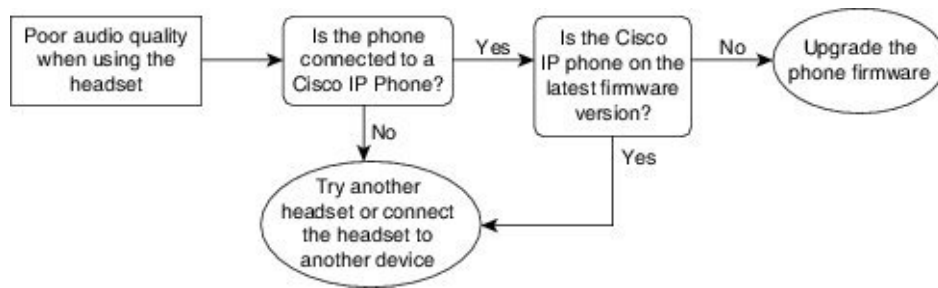 Poor audio quality
when using the
headset
Is the phone
connected to a
Cisco IP Phone?
Yes
Is the Cisco
IP phone on the
latest firmware
version?
No
Upgrade the
phone firmware
No
Yes
Try another
headset or connect
the headset to
another device